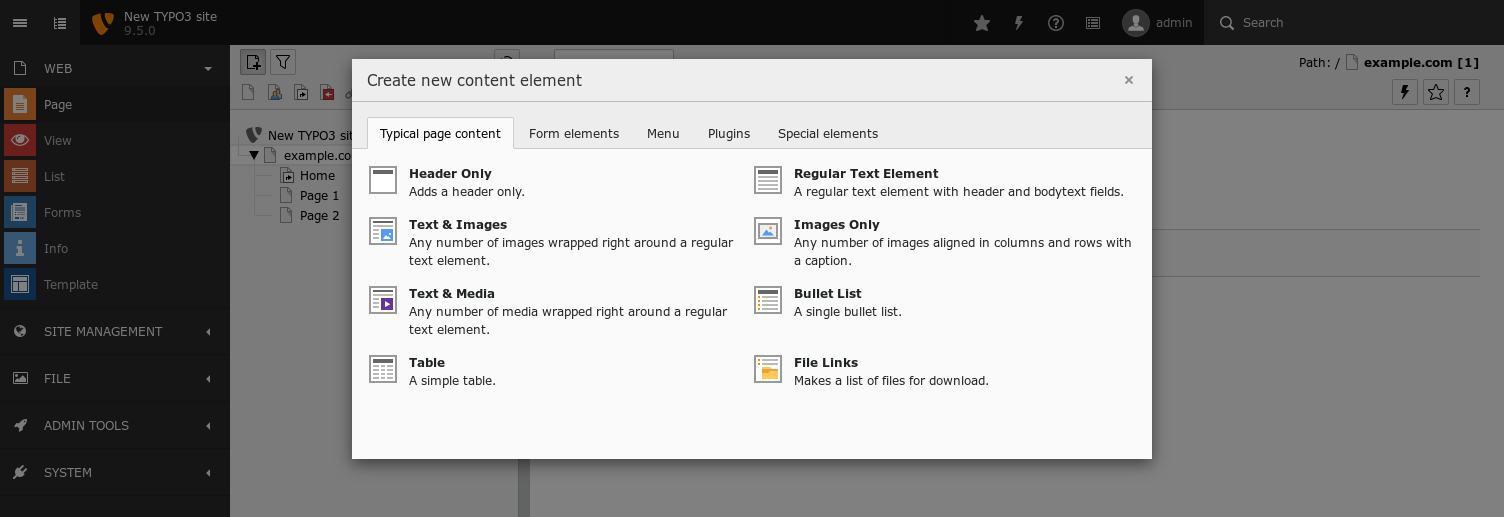 New TYPO3 site
9.5.0
admin
Search
WEB
Page
View
List
Forms
Info
Template
SITE MANAGEMENT
FILE
ADMIN TOOLS
SYSTEM
New TYPO3 sit
example.co
Home
Page 1
Page 2
Path: / example.com [1]
?
Create new content element
×
Typical page content Form elements Menu Plugins Special elements
Header Only
Adds a header only.
Regular Text Element
A regular text element with header and bodytext fields.
Text & Images
Any number of images wrapped right around a regular
text element.
Images Only
Any number of images aligned in columns and rows with
a caption.
Text & Media
Any number of media wrapped right around a regular
text element.
Bullet List
A single bullet list.
Table
A simple table.
File Links
Makes a list of files for download.